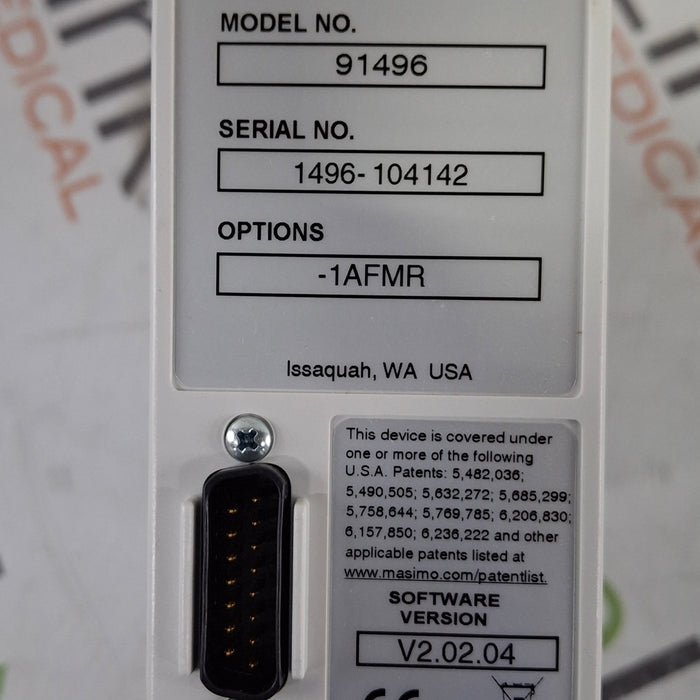 MODEL NO.
91496
SERIAL NO.
1496-104142
OPTIONS
-1AFMR
Issaquah, WA USA
This device is covered under
one or more of the following
U.S.A. Patents: 5,482,036;
5,490,505; 5,632,272; 5,685,299;
5,758,644; 5,769,785; 6,206,830;
6,157,850; 6,236,222 and other
applicable patents listed at
www.masimo.com/patentlist.
SOFTWARE
VERSION
V2.02.04
CE
EDICAL
EDICAL